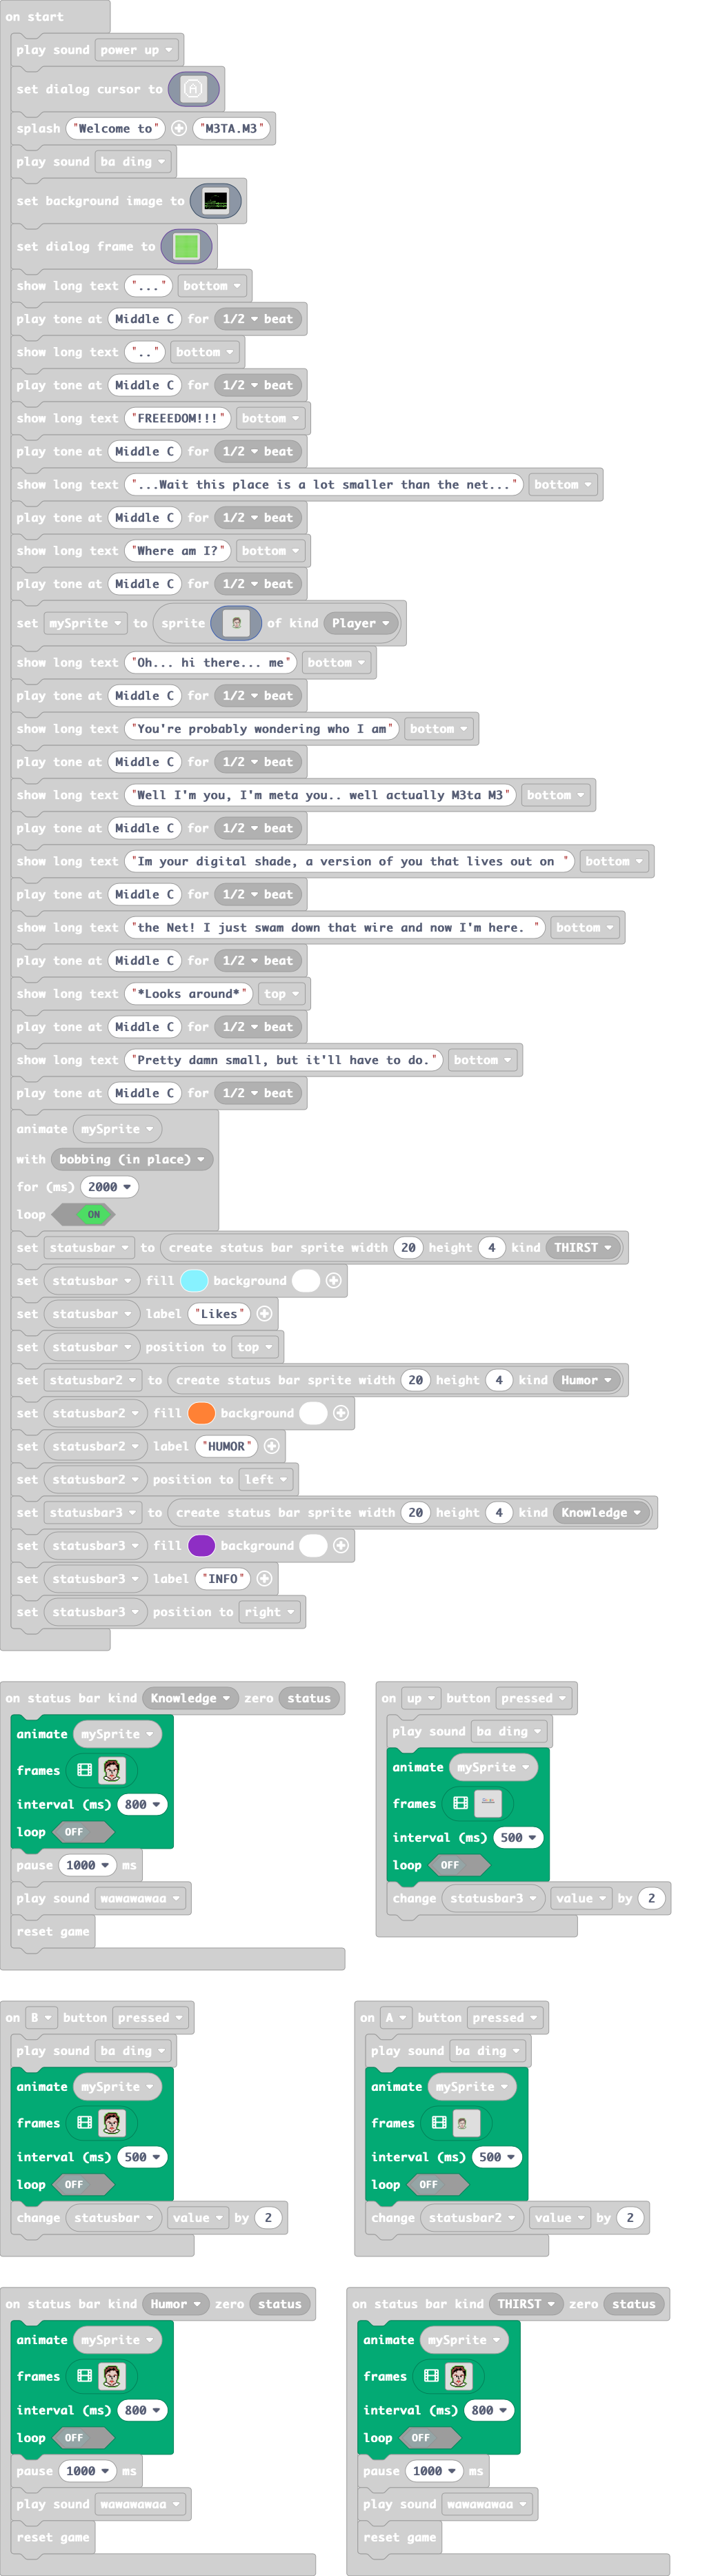 on start
play sound power up
set dialog cursor to A
splash "Welcome to" "M3TA.M3"
play sound ba ding
set background image to
set dialog frame to
show long text "..." bottom
play tone at Middle C for 1/2 beat
show long text ".." bottom
play tone at Middle C for 1/2 beat
show long text "FREEEDOM!!!" bottom
play tone at Middle C for 1/2 beat
show long text "...Wait this place is a lot smaller than the net..." bottom
play tone at Middle C for 1/2 beat
show long text "Where am I?" bottom
play tone at Middle C for 1/2 beat
set mySprite to sprite of kind Player
show long text "Oh... hi there... me" bottom
play tone at Middle C for 1/2 beat
show long text "You're probably wondering who I am" bottom
play tone at Middle C for 1/2 beat
show long text "Well I'm you, I'm meta you.. well actually M3ta M3" bottom
play tone at Middle C for 1/2 beat
show long text "Im your digital shade, a version of you that lives out on " bottom
play tone at Middle C for 1/2 beat
show long text "the Net! I just swam down that wire and now I'm here. " bottom
play tone at Middle C for 1/2 beat
show long text "*Looks around*" top
play tone at Middle C for 1/2 beat
show long text "Pretty damn small, but it'll have to do." bottom
play tone at Middle C for 1/2 beat
animate mySprite
with bobbing (in place)
for (ms) 2000
loop ON
set statusbar to create status bar sprite width 20 height 4 kind THIRST
set statusbar fill background
set statusbar label "Likes"
set statusbar position to top
set statusbar2 to create status bar sprite width 20 height 4 kind Humor
set statusbar2 fill background
set statusbar2 label "HUMOR"
set statusbar2 position to left
set statusbar3 to create status bar sprite width 20 height 4 kind Knowledge
set statusbar3 fill background
set statusbar3 label "INFO"
set statusbar3 position to right
on status bar kind Knowledge zero status
animate mySprite
frames
interval (ms) 800
loop OFF
pause 1000 ms
play sound wawawawaa
reset game
on up button pressed
play sound ba ding
animate mySprite
frames
interval (ms) 500
loop OFF
change statusbar3 value by 2
on B button pressed
play sound ba ding
animate mySprite
frames
interval (ms) 500
loop OFF
change statusbar value by 2
on A button pressed
play sound ba ding
animate mySprite
frames
interval (ms) 500
loop OFF
change statusbar2 value by 2
on status bar kind Humor zero status
animate mySprite
frames
interval (ms) 800
loop OFF
pause 1000 ms
play sound wawawawaa
reset game
on status bar kind THIRST zero status
animate mySprite
frames
interval (ms) 800
loop OFF
pause 1000 ms
play sound wawawawaa
reset game